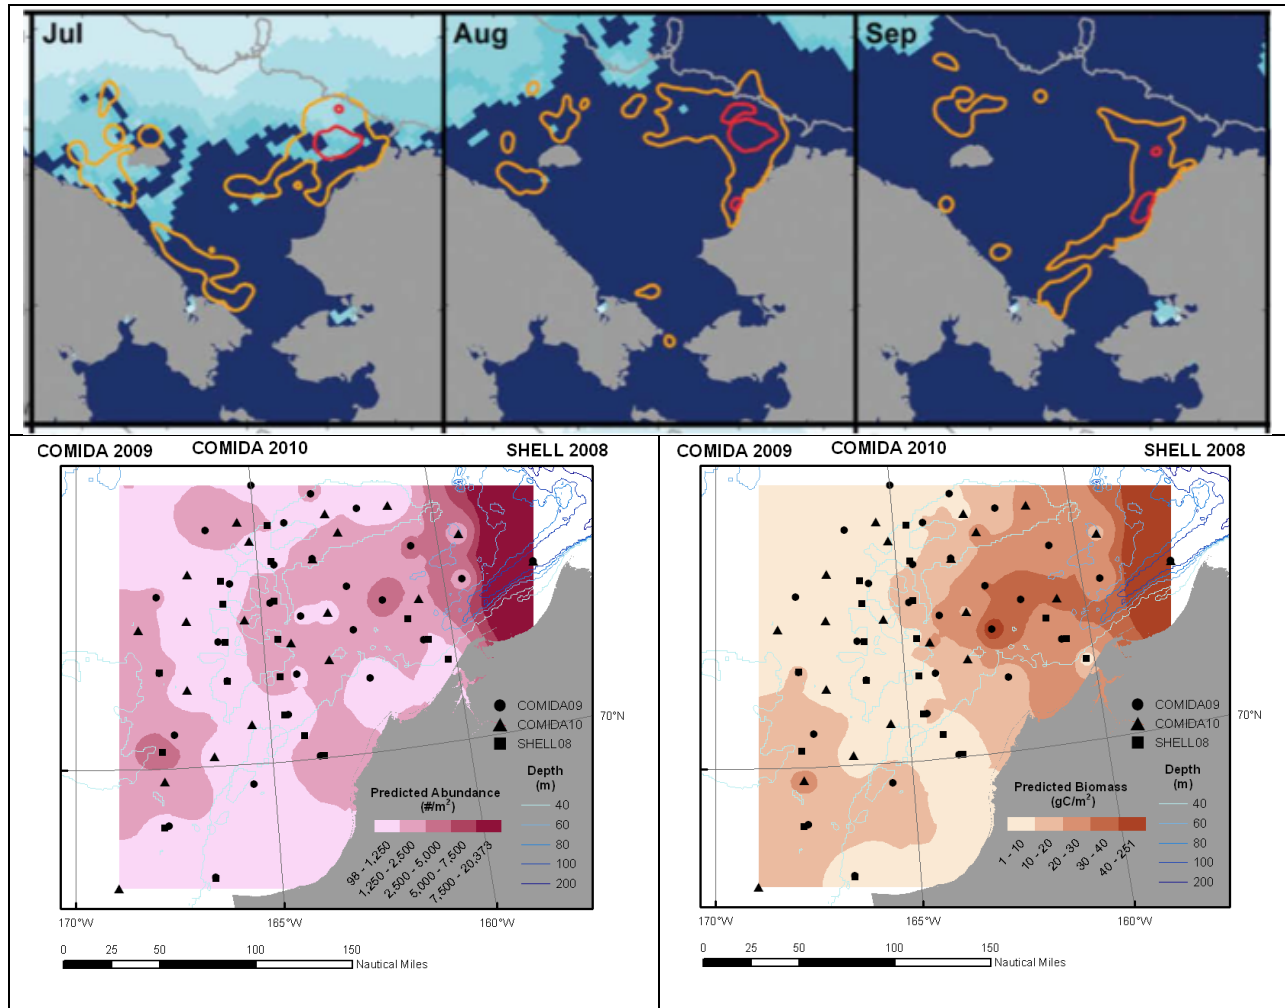 Jul
Aug
Sep
COMIDA 2009
COMIDA 2010
SHELL 2008
COMIDA09
COMIDA10
SHELL08
70°N
Predicted Abundance
(#/m²)
98 - 1,250
1,250 - 2,500
2,500 - 5,000
5,000 - 7,500
7,500 - 20,373
Depth
(m)
40
60
80
100
200
170°W
165°W
160°W
0
25
50
100
150
Nautical Miles
COMIDA 2009
COMIDA 2010
SHELL 2008
COMIDA09
COMIDA10
SHELL08
70°N
Predicted Biomass
(gC/m²)
1 - 10
10 - 20
20 - 30
30 - 40
40 - 251
Depth
(m)
40
60
80
100
200
170°W
165°W
160°W
0
25
50
100
150
Nautical Miles